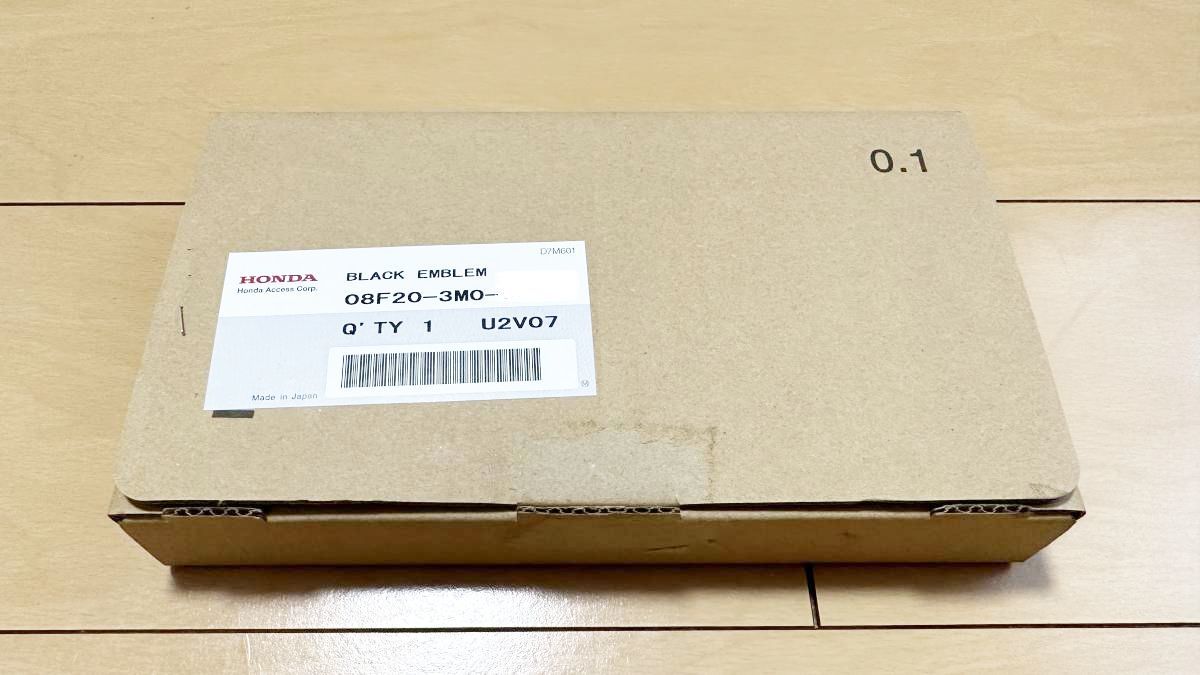 0.1
D7M601
HONDA
Honda Access Corp.
BLACK EMBLEM
08F20-3M0-
Q'TY 1 U2V07
Made in Japan
M